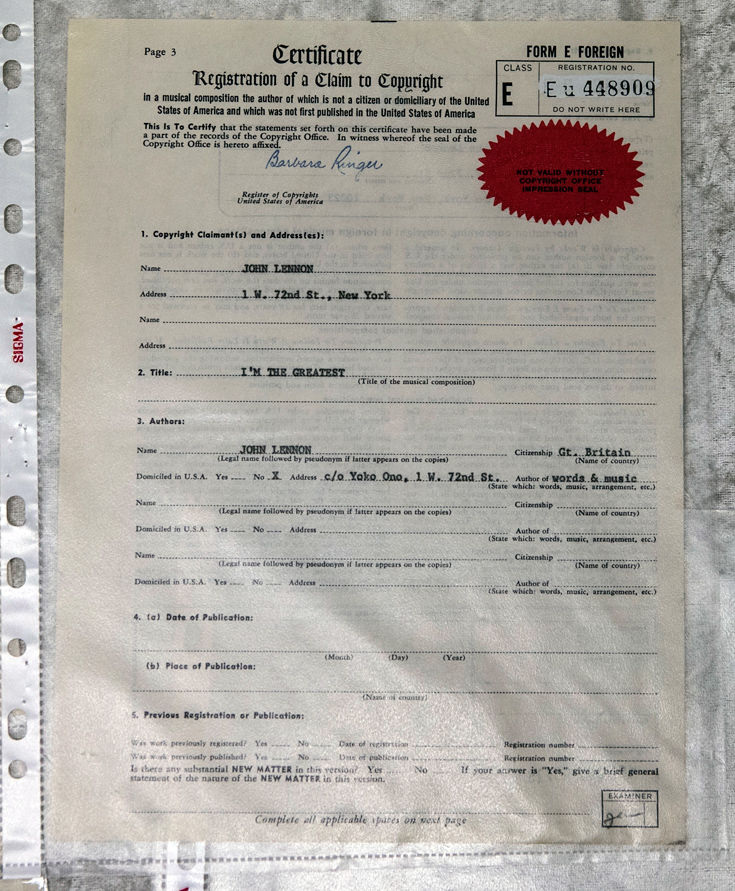 Page 3
Certificate
Registration of a Claim to Copyright
in a musical composition the author of which is not a citizen or domiciliary of the United
States of America and which was not first published in the United States of America
FORM E FOREIGN
CLASS
E
REGISTRATION NO.
Eu 448909
DO NOT WRITE HERE
This Is To Certify that the statements set forth on this certificate have been made
a part of the records of the Copyright Office. In witness whereof the seal of the
Copyright Office is hereto affixed.
Barbara Ringer
Register of Copyrights
United States of America
NOT VALID WITHOUT
COPYRIGHT OFFICE
IMPRESSION SEAL
1. Copyright Claimant(s) and Address(es):
Name JOHN LENNON
Address 1 W. 72nd St., New York
Name
Address
2. Title: I'M THE GREATEST
(Title of the musical composition)
3. Authors:
Name JOHN LENNON Citizenship Gt. Britain
(Legal name followed by pseudonym if latter appears on the copies) (Name of country)
Domiciled in U.S.A. Yes No X Address c/o Yoko Ono, 1 W. 72nd St. Author of words & music
(State which: words, music, arrangement, etc.)
Name Citizenship
(Legal name followed by pseudonym if latter appears on the copies) (Name of country)
Domiciled in U.S.A. Yes No Address Author of
(State which: words, music, arrangement, etc.)
Name Citizenship
(Legal name followed by pseudonym if latter appears on the copies) (Name of country)
Domiciled in U.S.A. Yes No Address Author of
(State which: words, music, arrangement, etc.)
4. (a) Date of Publication:
(Month) (Day) (Year)
(b) Place of Publication:
(Name of country)
5. Previous Registration or Publication:
Was work previously registered? Yes No Date of registration Registration number
Was work previously published? Yes No Date of publication Registration number
Is there any substantial NEW MATTER in this version? Yes No If your answer is "Yes," give a brief general
statement of the nature of the NEW MATTER in this version.
EXAMINER
Complete all applicable spaces on next page
SIGMA